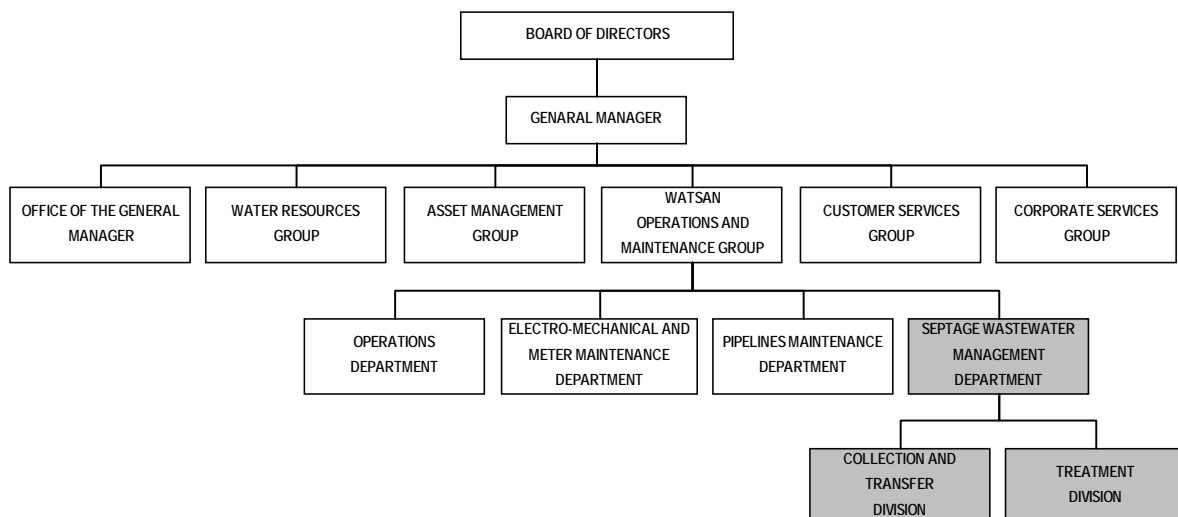 BOARD OF DIRECTORS
GENARAL MANAGER
OFFICE OF THE GENERAL
MANAGER
WATER RESOURCES
GROUP
ASSET MANAGEMENT
GROUP
WATSAN
OPERATIONS AND
MAINTENANCE GROUP
CUSTOMER SERVICES
GROUP
CORPORATE SERVICES
GROUP
OPERATIONS
DEPARTMENT
ELECTRO-MECHANICAL AND
METER MAINTENANCE
DEPARTMENT
PIPELINES MAINTENANCE
DEPARTMENT
SEPTAGE WASTEWATER
MANAGEMENT
DEPARTMENT
COLLECTION AND
TRANSFER
DIVISION
TREATMENT
DIVISION